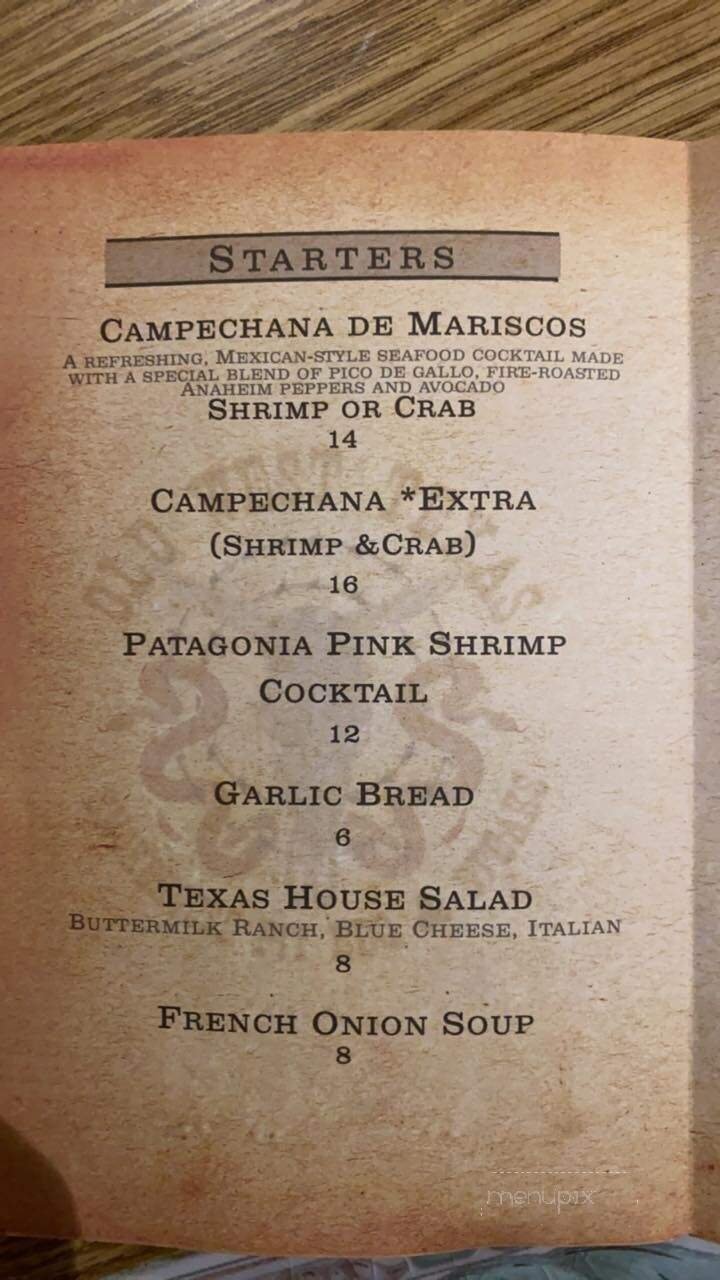 STARTERS
CAMPECHANA DE MARISCOS
A REFRESHING, MEXICAN-STYLE SEAFOOD COCKTAIL MADE
WITH A SPECIAL BLEND OF PICO DE GALLO, FIRE-ROASTED
ANAHEIM PEPPERS AND AVOCADO
SHRIMP OR CRAB
14
CAMPECHANA *EXTRA
(SHRIMP &CRAB)
16
PATAGONIA PINK SHRIMP
COCKTAIL
12
GARLIC BREAD
6
TEXAS HOUSE SALAD
BUTTERMILK RANCH, BLUE CHEESE, ITALIAN
8
FRENCH ONION SOUP
8
menupix